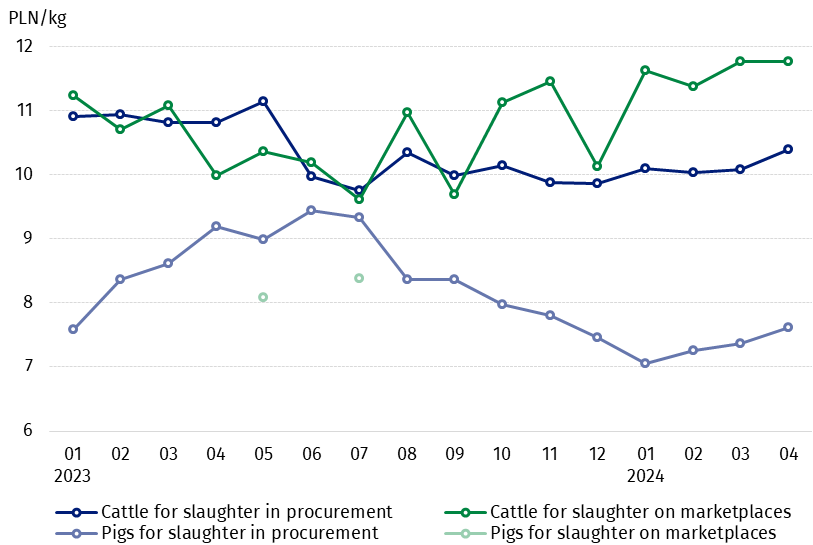 PLN/kg
12
11
10
9
8
7
6
01 02 03 04 05 06 07 08 09 10 11 12 01 02 03 04
2023 2024
Cattle for slaughter in procurement Cattle for slaughter on marketplaces
Pigs for slaughter in procurement Pigs for slaughter on marketplaces